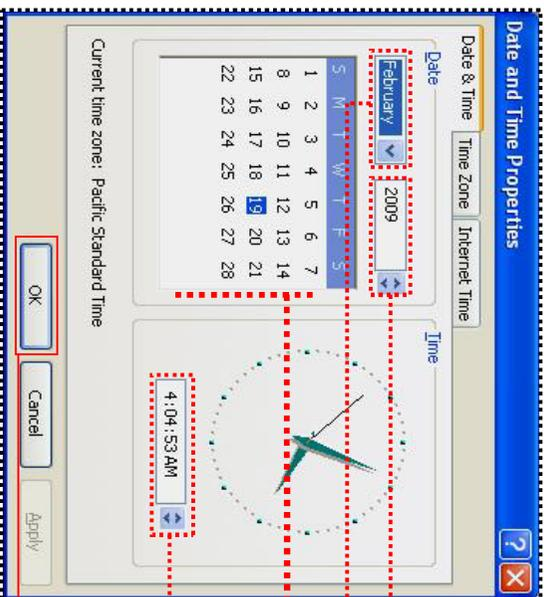 Date and Time Properties
Date & Time
Time Zone
Internet Time
Date
February
2009
S M T W T F S
1 2 3 4 5 6 7
8 9 10 11 12 13 14
15 16 17 18 19 20 21
22 23 24 25 26 27 28
Time
4:04:53 AM
Current time zone: Pacific Standard Time
OK
Cancel
Apply